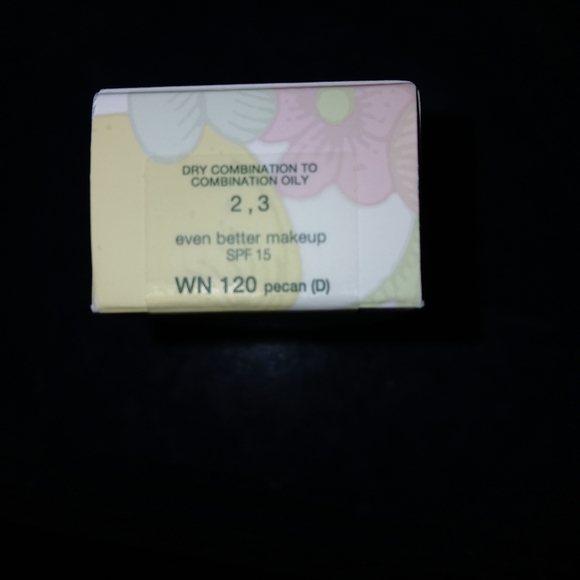 DRY COMBINATION TO
COMBINATION OILY
2 , 3
even better makeup
SPF 15
WN 120 pecan (D)